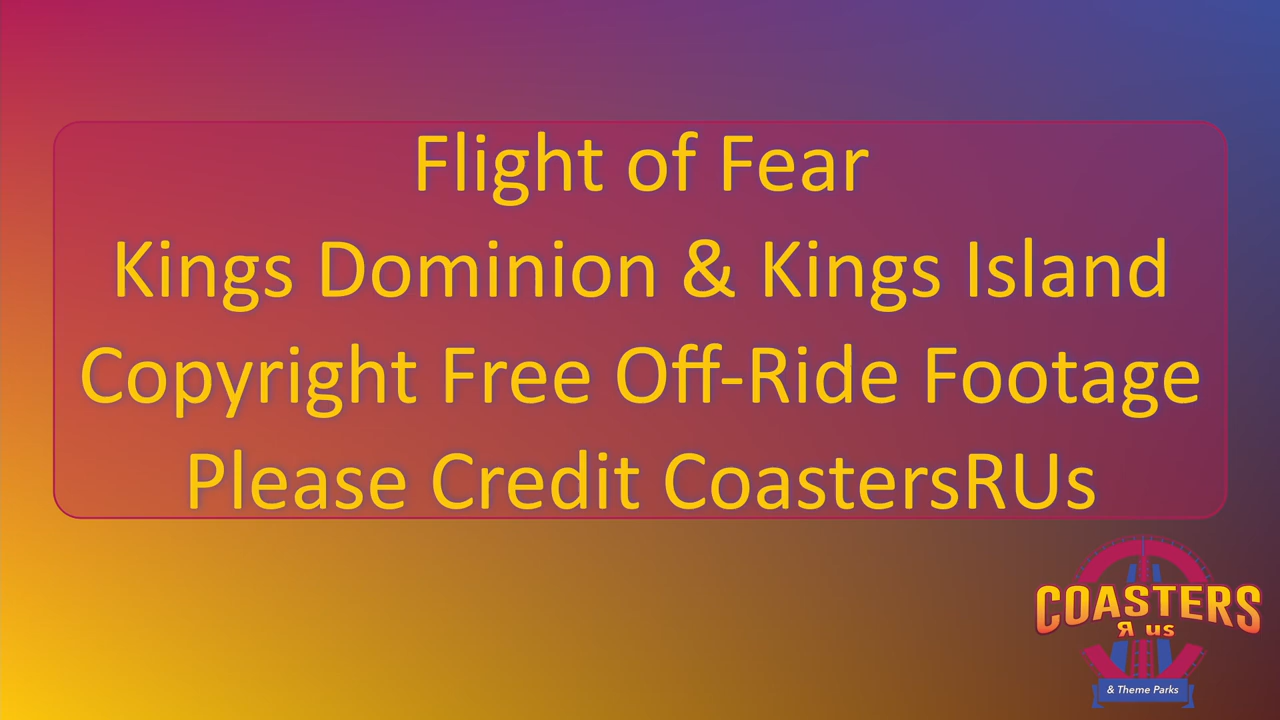 Flight of Fear
Kings Dominion & Kings Island
Copyright Free Off-Ride Footage
Please Credit CoastersRUs
COASTERS
Я us
& Theme Parks